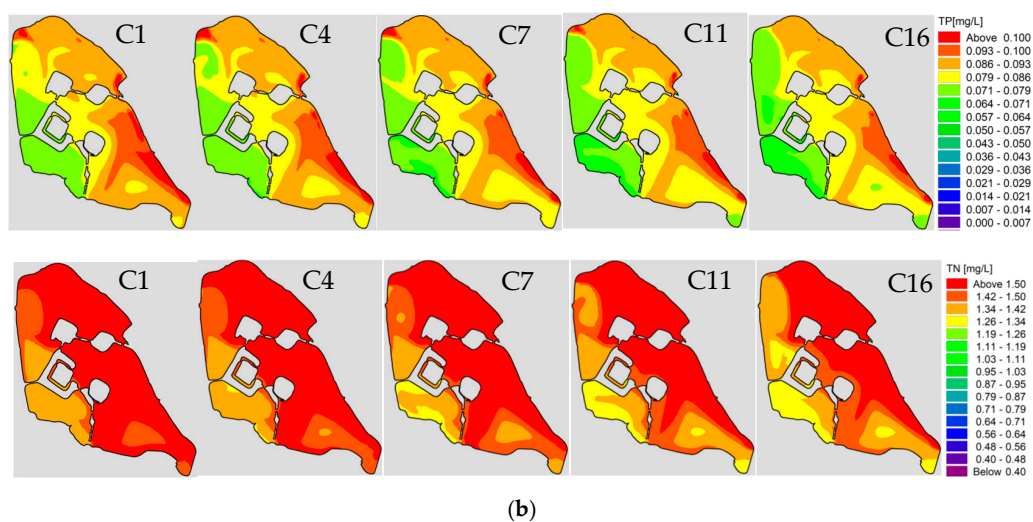 C1
C4
C7
C11
C16
TP[mg/L]
Above 0.100
0.093 - 0.100
0.086 - 0.093
0.079 - 0.086
0.071 - 0.079
0.064 - 0.071
0.057 - 0.064
0.050 - 0.057
0.043 - 0.050
0.036 - 0.043
0.029 - 0.036
0.021 - 0.029
0.014 - 0.021
0.007 - 0.014
0.000 - 0.007
C1
C4
C7
C11
C16
TN [mg/L]
Above 1.50
1.42 - 1.50
1.34 - 1.42
1.26 - 1.34
1.19 - 1.26
1.11 - 1.19
1.03 - 1.11
0.95 - 1.03
0.87 - 0.95
0.79 - 0.87
0.71 - 0.79
0.64 - 0.71
0.56 - 0.64
0.48 - 0.56
0.40 - 0.48
Below 0.40
(b)